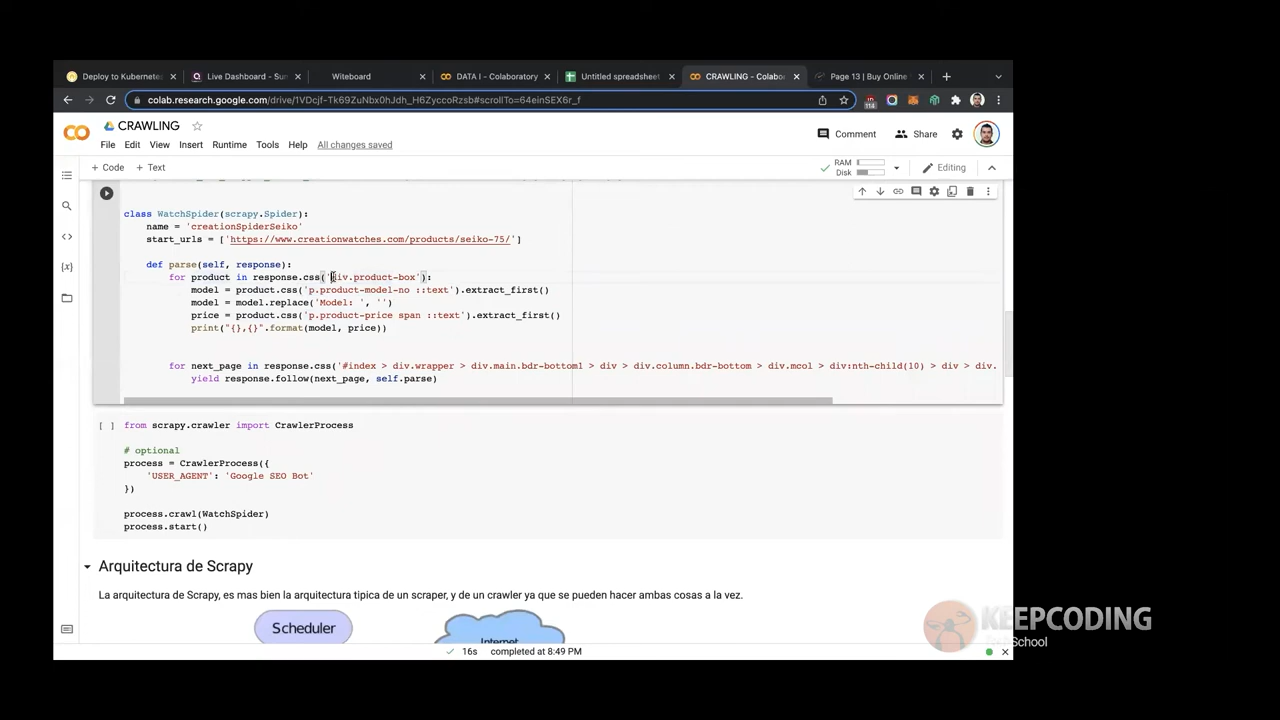 Deploy to Kubernete
Live Dashboard - Sun
Witeboard
DATA I - Colaboratory
Untitled spreadsheet
CRAWLING - Colabo
Page 13 | Buy Online
colab.research.google.com/drive/1VDcjf-Tk69ZuNbx0hJdh_H6ZyccoRzsb#scrollTo=64einSEX6r_f
114
CRAWLING
Comment
Share
File Edit View Insert Runtime Tools Help All changes saved
+ Code + Text
RAM
Disk
Editing
class WatchSpider(scrapy.Spider):
name = 'creationSpiderSeiko'
start_urls = ['https://www.creationwatches.com/products/seiko-75/']
def parse(self, response):
for product in response.css('div.product-box'):
model = product.css('p.product-model-no ::text').extract_first()
model = model.replace('Model: ', '')
price = product.css('p.product-price span ::text').extract_first()
print("{},{}".format(model, price))
for next_page in response.css('#index > div.wrapper > div.main.bdr-bottom1 > div > div.column.bdr-bottom > div.mcol > div:nth-child(10) > div > div.
yield response.follow(next_page, self.parse)
[ ] from scrapy.crawler import CrawlerProcess
# optional
process = CrawlerProcess({
'USER_AGENT': 'Google SEO Bot'
})
process.crawl(WatchSpider)
process.start()
Arquitectura de Scrapy
La arquitectura de Scrapy, es mas bien la arquitectura tipica de un scraper, y de un crawler ya que se pueden hacer ambas cosas a la vez.
Scheduler
Internet
KEEPCODING
Tech School
16s completed at 8:49 PM